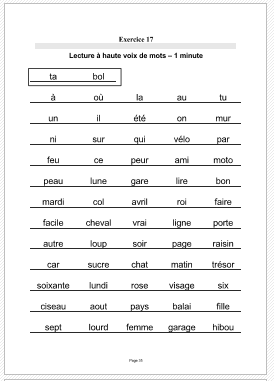 Exercice 17
Lecture à haute voix de mots – 1 minute
ta bol
à où la au tu
un il été on mur
ni sur qui vélo par
feu ce peur ami moto
peau lune gare lire bon
mardi col avril roi faire
facile cheval vrai ligne porte
autre loup soir page raisin
car sucre chat matin trésor
soixante lundi rose visage six
ciseau aout pays balai fille
sept lourd femme garage hibou